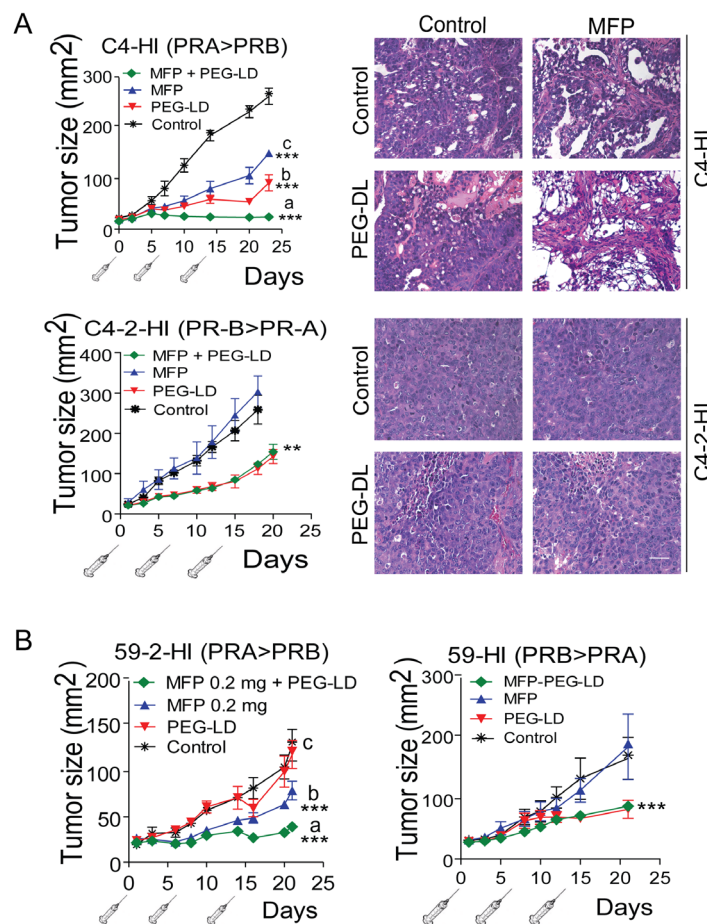 A
C4-HI (PRA>PRB)
Tumor size (mm2)
300
200
100
50
0
MFP + PEG-LD
MFP
PEG-LD
Control
c
***
b
***
a
***
0 5 10 15 20 25
Days
Control
MFP
Control
PEG-DL
C4-HI
C4-2-HI (PR-B>PR-A)
Tumor size (mm2)
400
300
200
100
0
MFP + PEG-LD
MFP
PEG-LD
Control
**
0 5 10 15 20 25
Days
Control
PEG-DL
C4-2-HI
B
59-2-HI (PRA>PRB)
Tumor size (mm2)
200
150
100
50
0
MFP 0.2 mg + PEG-LD
MFP 0.2 mg
PEG-LD
Control
c
b
***
a
***
0 5 10 15 20 25
Days
59-HI (PRB>PRA)
Tumor size (mm2)
300
200
100
50
0
MFP-PEG-LD
MFP
PEG-LD
Control
***
0 5 10 15 20 25
Days